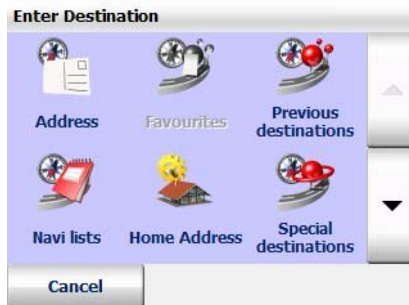 Enter Destination
Address
Favourites
Previous
destinations
Navi lists
Home Address
Special
destinations
Cancel